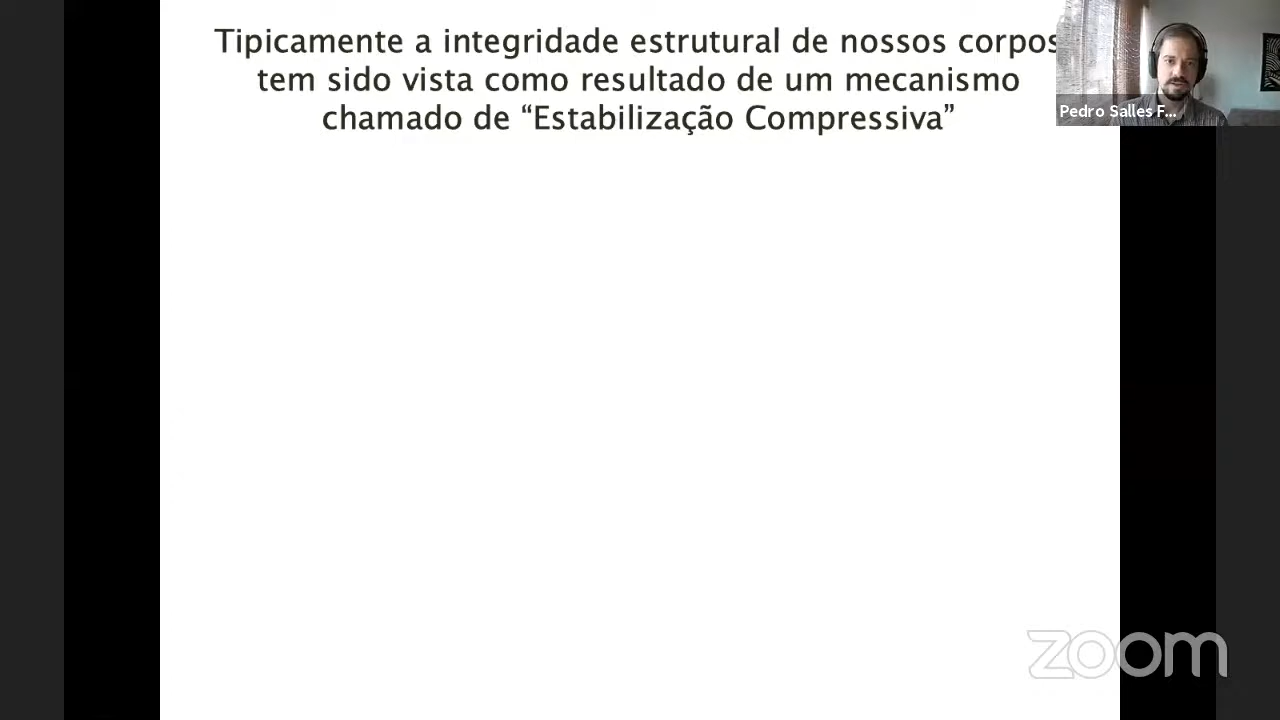 Tipicamente a integridade estrutural de nossos corpos
tem sido vista como resultado de um mecanismo
chamado de “Estabilização Compressiva”
Pedro Salles F...
zoom